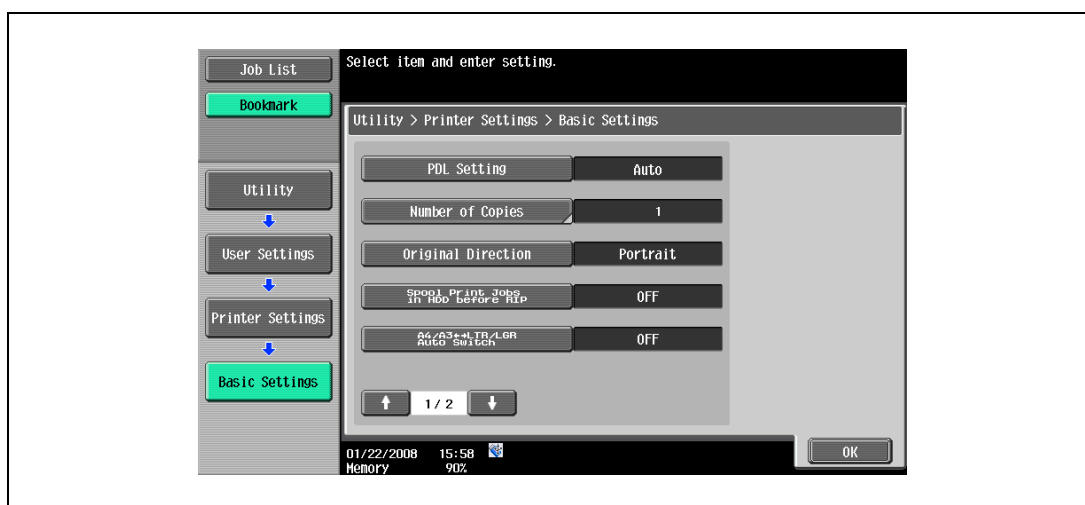 Job List
Bookmark
Select item and enter setting.
Utility > Printer Settings > Basic Settings
Utility
User Settings
Printer Settings
Basic Settings
PDL Setting
Auto
Number of Copies
1
Original Direction
Portrait
Spool Print Jobs
in HDD before RIP
OFF
A4/A3↔LTR/LGR
Auto Switch
OFF
↑ 1/ 2 ↓
01/22/2008 15:58
Memory 90%
OK